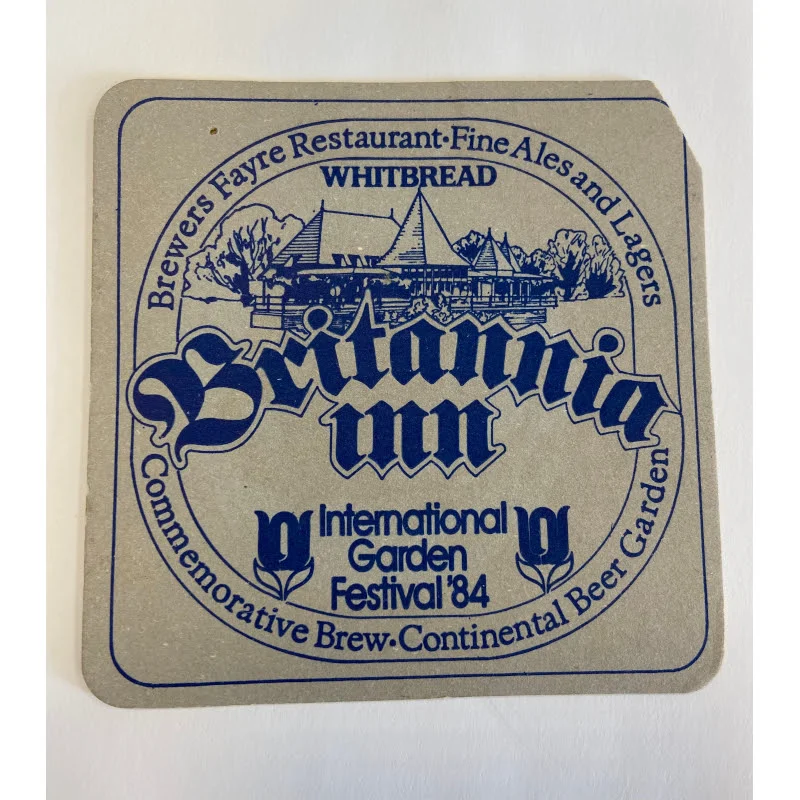 Brewers Fayre Restaurant·Fine Ales and Lagers
WHITBREAD
Britannia
inn
International
Garden
Festival '84
Commemorative Brew·Continental Beer Garden